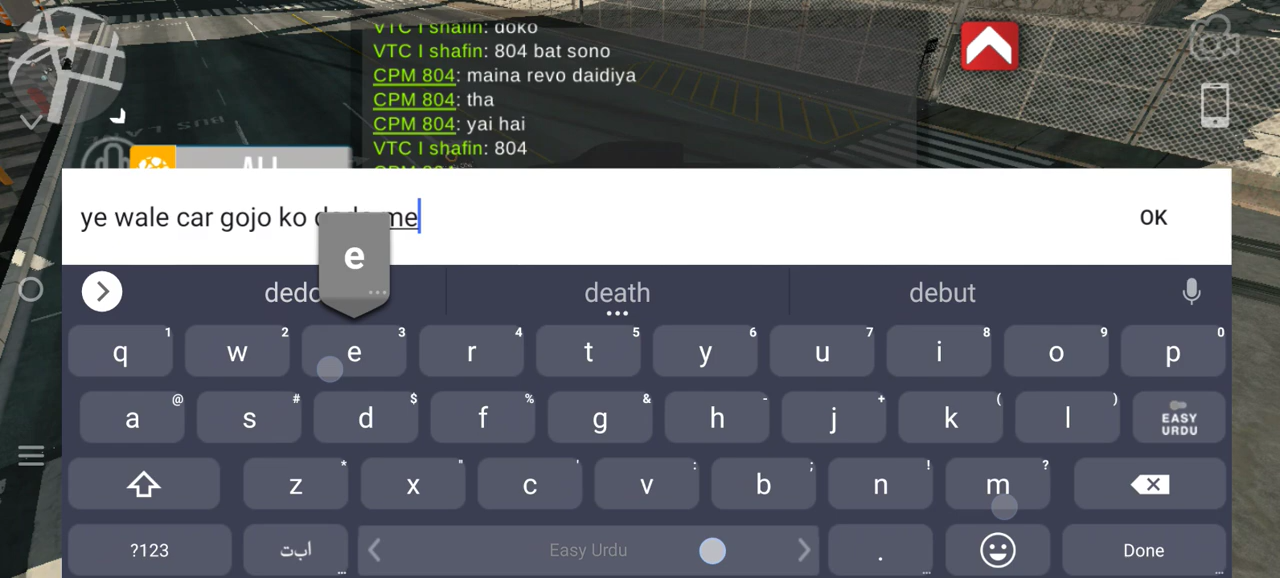 VTC I shafin: doko
VTC I shafin: 804 bat sono
CPM 804: maina revo daidiya
CPM 804: tha
CPM 804: yai hai
VTC I shafin: 804
ALL
ye wale car gojo ko me
OK
e
death
debut
q 1 w 2 e 3 r 4 t 5 y 6 u 7 i 8 o 9 p 0
a @ s # d $ f % g & h - j + k ( l ) EASY URDU
z * x " c ' v : b ; n ! m ?
?123 ابت Easy Urdu . Done